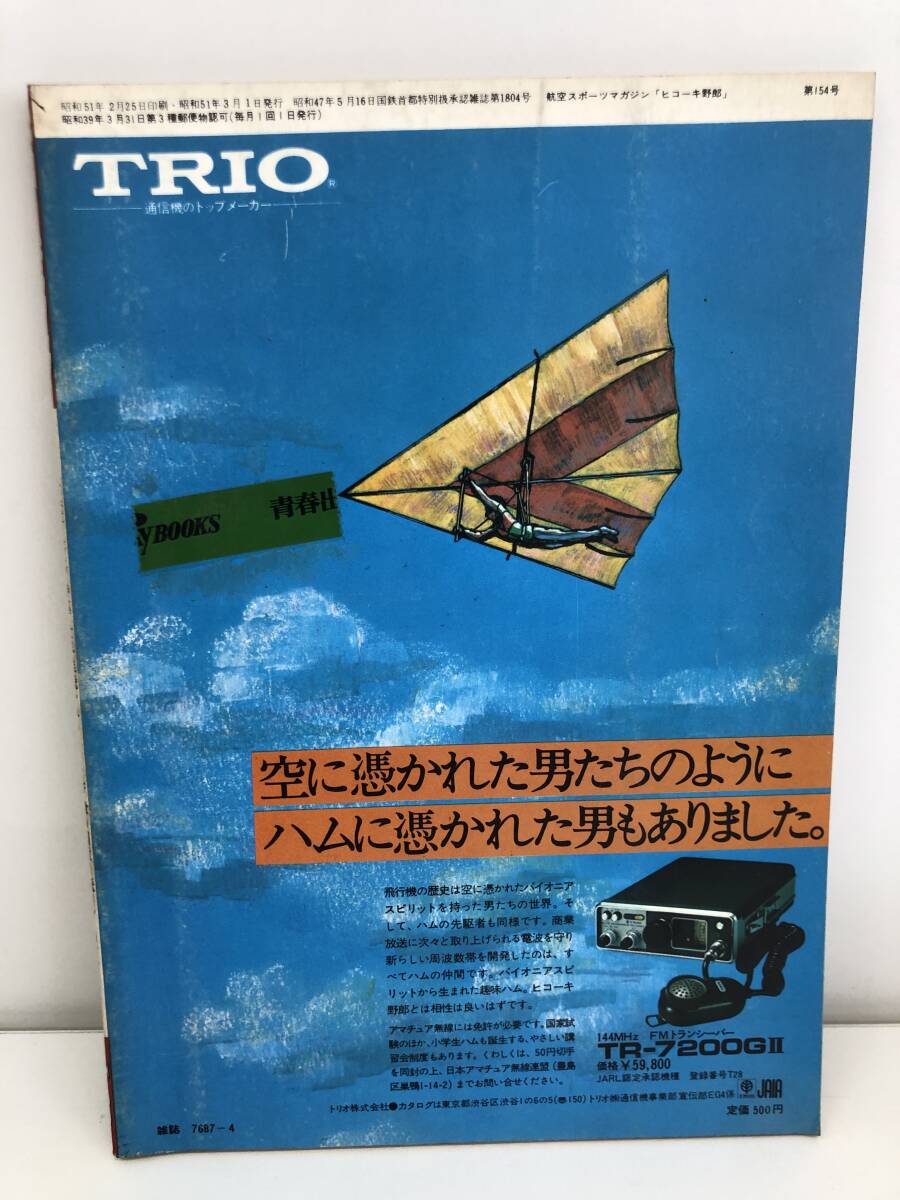 昭和51年2月25日印刷・昭和51年3月1日発行 昭和47年5月16日国鉄首都特別扱承認雑誌第1804号 航空スポーツマガジン「ヒコーキ野郎」 第154号
昭和39年3月31日第3種郵便物認可(毎月1回1日発行)
TRIO®
通信機のトップメーカー
yBOOKS 青春出
空に憑かれた男たちのように
ハムに憑かれた男もありました。
飛行機の歴史は空に憑かれたパイオニア
スピリットを持った男たちの世界。そ
して、ハムの先駆者も同様です。商業
放送に次々と取り上げられる電波を守り
新らしい周波数帯を開発したのは、す
べてハムの仲間です。パイオニアスピ
リットから生まれた趣味ハム。ヒコーキ
野郎とは相性は良いはずです。
アマチュア無線には免許が必要です。国家試
験のほか、小学生ハムも誕生する、やさしい講
習会制度もあります。くわしくは、50円切手
を同封の上、日本アマチュア無線連盟(豊島
区巣鴨1-14-2)までお問い合せください。
144MHz FMトランシーバー
TR-7200GII
価格¥59,800
JARL認定承認機種 登録番号T28
JAIA
トリオ株式会社●カタログは東京都渋谷区渋谷1の6の5(〠150)トリオ㈱通信機事業部宣伝部EG4係
定価500円
雑誌 7687-4